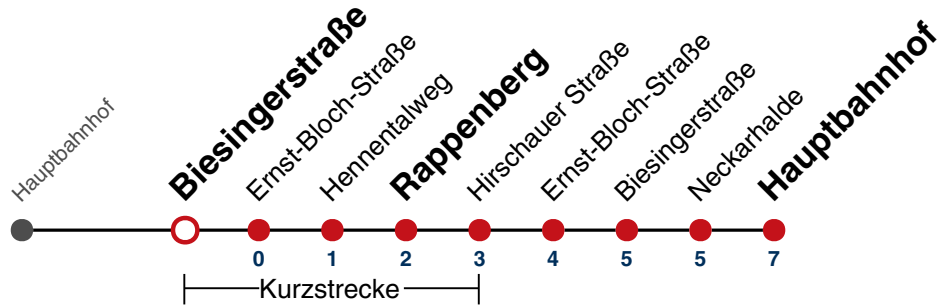 Hauptbahnhof
Biesingerstraße
Ernst-Bloch-Straße
Hennentalweg
Rappenberg
Hirschauer Straße
Ernst-Bloch-Straße
Biesingerstraße
Neckarhalde
Hauptbahnhof
0 1 2 3 4 5 5 7
Kurzstrecke